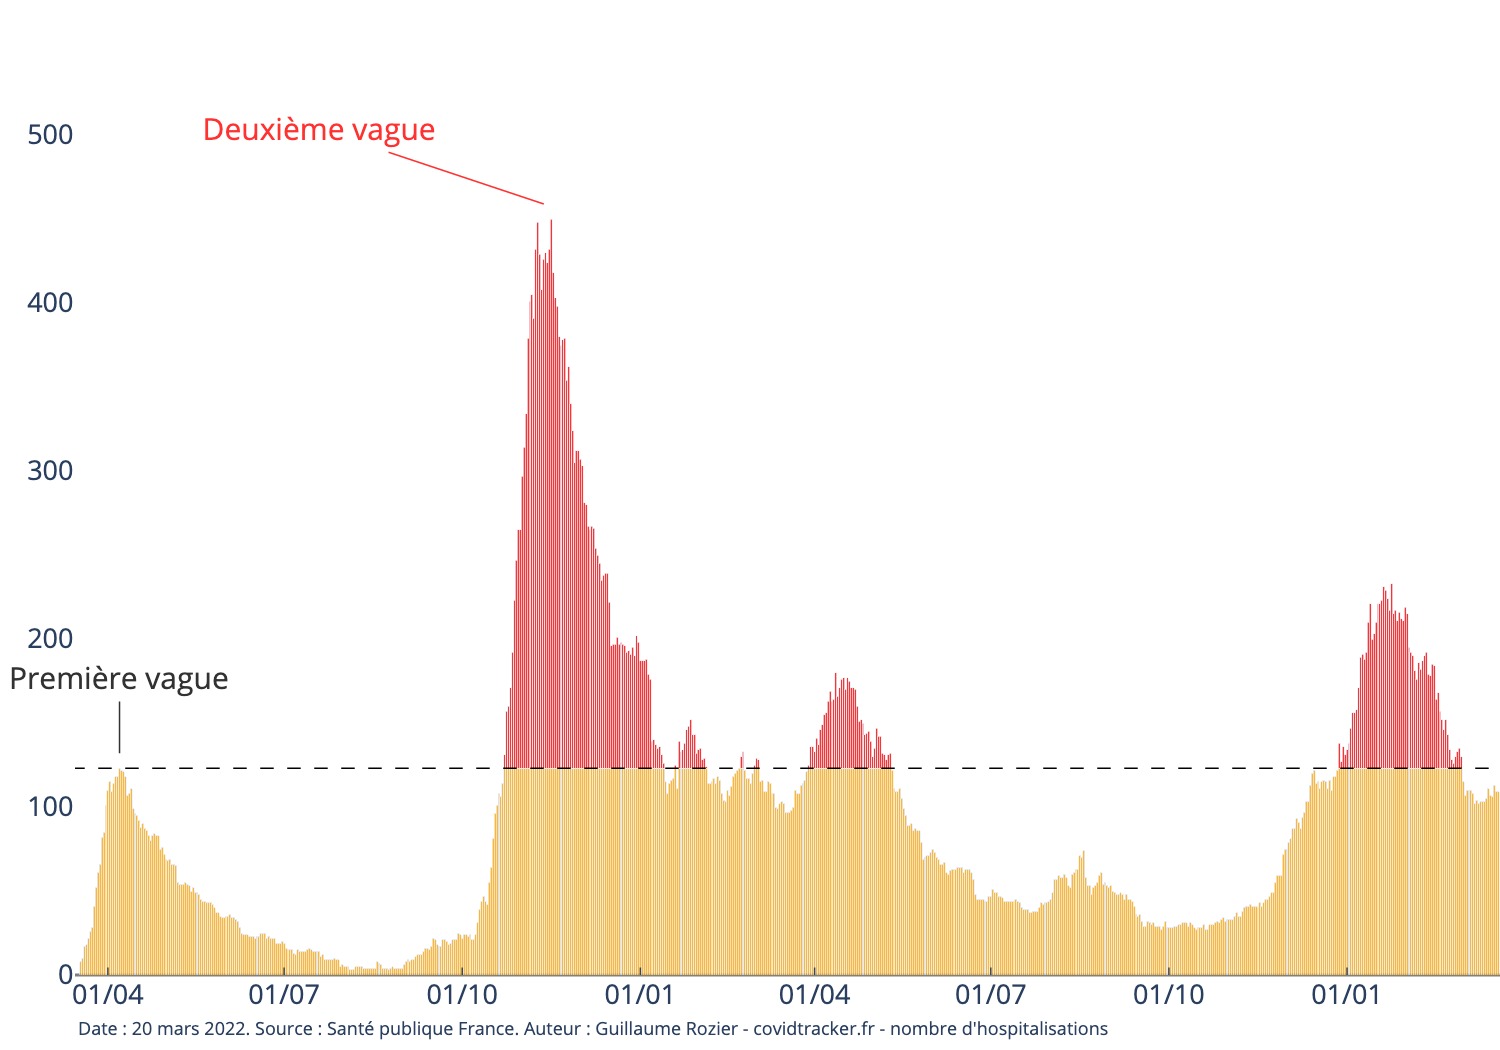 500
Deuxième vague
400
300
200
Première vague
100
0
01/04 01/07 01/10 01/01 01/04 01/07 01/10 01/01
Date : 20 mars 2022. Source : Santé publique France. Auteur : Guillaume Rozier - covidtracker.fr - nombre d'hospitalisations